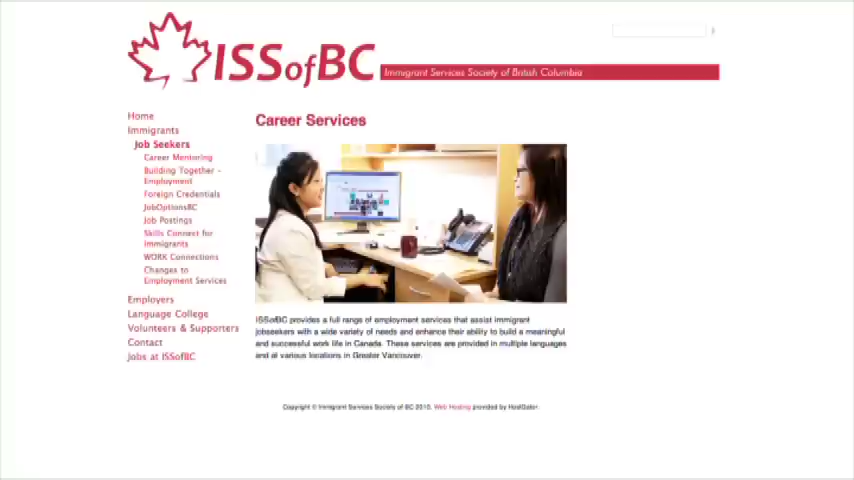 ISSofBC
Immigrant Services Society of British Columbia
Home
Immigrants
Job Seekers
Career Mentoring
Building Together -
Employment
Foreign Credentials
JobOptionsBC
Job Postings
Skills Connect for
Immigrants
WORK Connections
Changes to
Employment Services
Employers
Language College
Volunteers & Supporters
Contact
Jobs at ISSofBC
Career Services
ISSofBC provides a full range of employment services that assist immigrant
jobseekers with a wide variety of needs and enhance their ability to build a meaningful
and successful work life in Canada. These services are provided in multiple languages
and at various locations in Greater Vancouver.
Copyright © Immigrant Services Society of BC 2010. Web Hosting provided by HostGator.